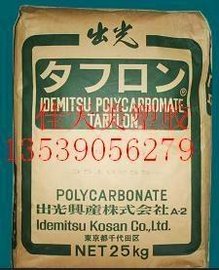 出光
タフロン®
IDEMITSU POLYCARBONATE
TARFLON
13539056279
POLYCARBONATE
出光興産株式会社 A-2
Idemitsu Kosan Co., Ltd.
東京都千代田区
NET 25kg